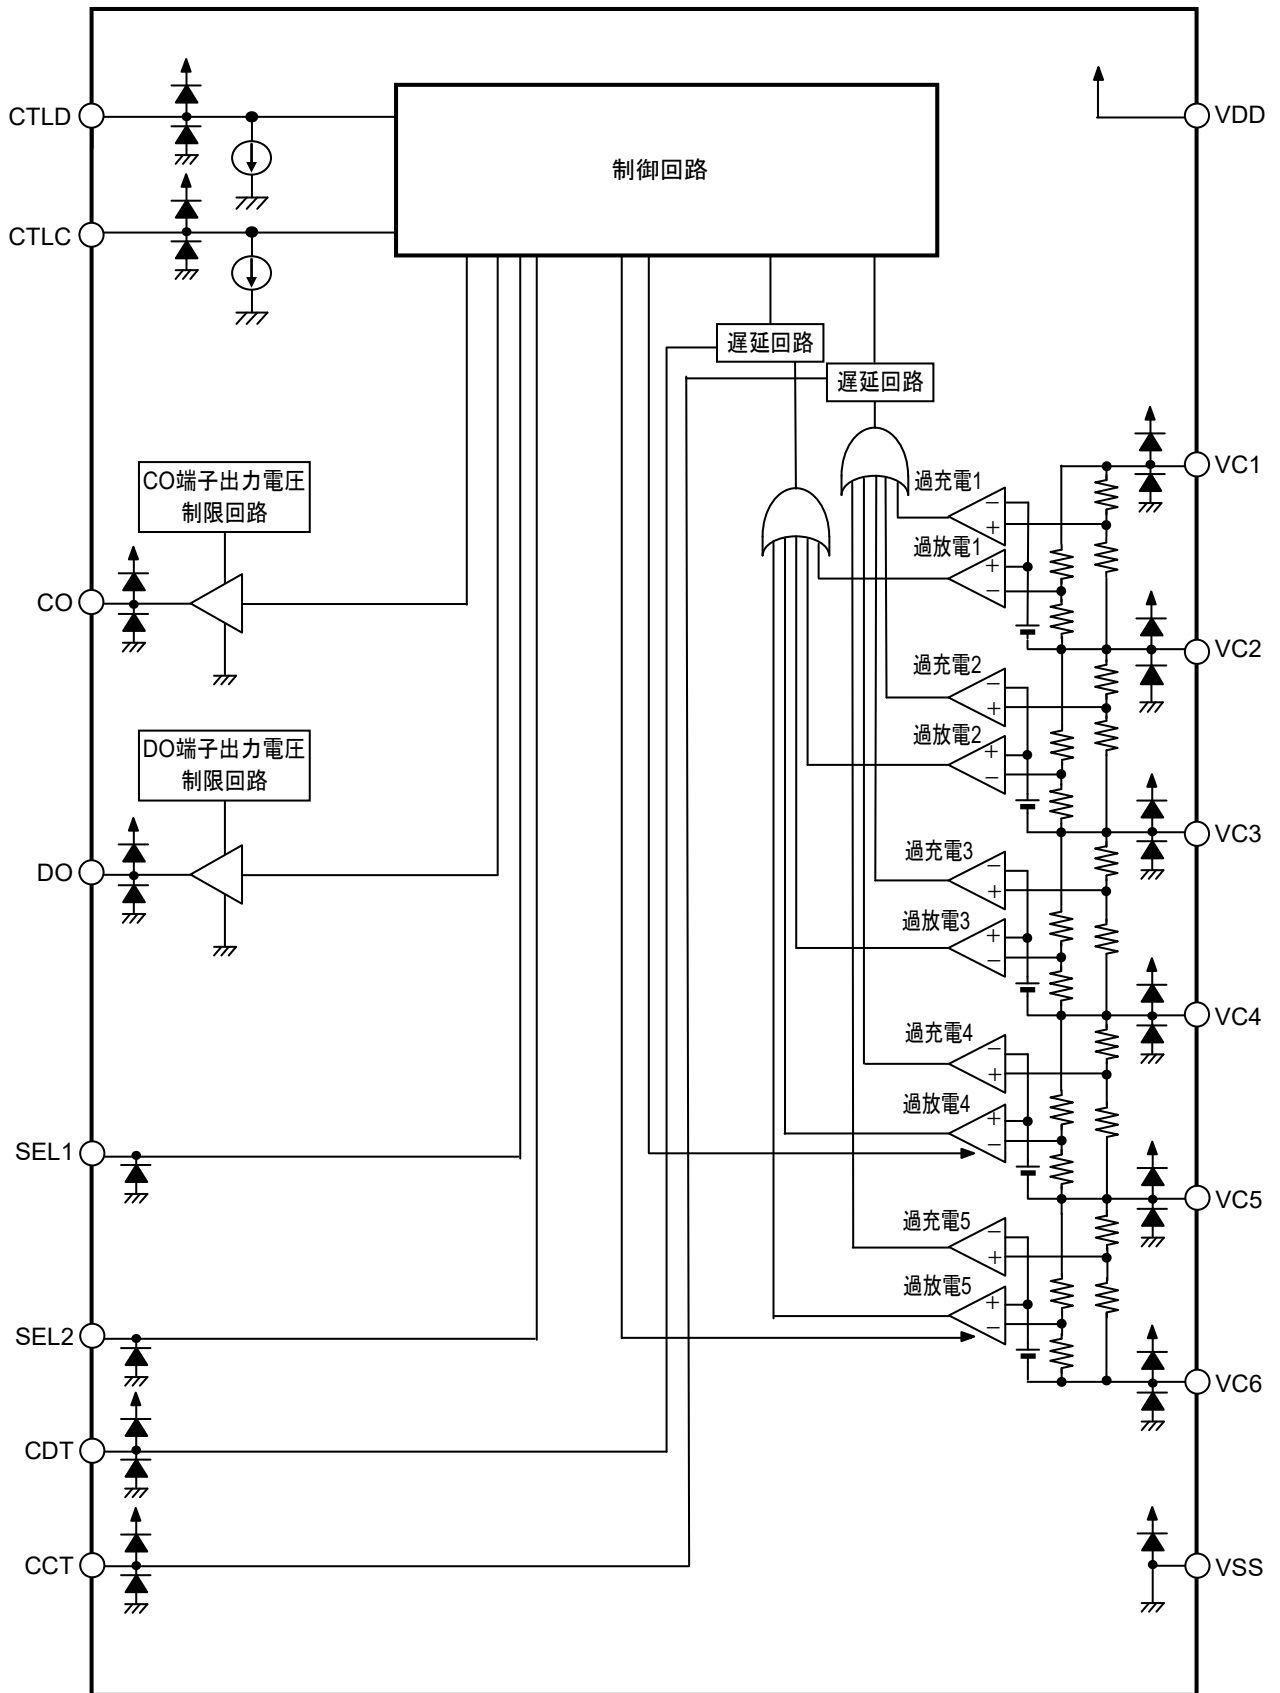 CTLD
制御回路
VDD
CTLC
遅延回路
遅延回路
CO端子出力電圧
制限回路
VC1
過充電1
−
+
過放電1
+
−
CO
VC2
過充電2
−
+
DO端子出力電圧
制限回路
過放電2
+
−
VC3
過充電3
−
+
DO
過放電3
+
−
VC4
過充電4
−
+
過放電4
+
−
SEL1
VC5
過充電5
−
+
過放電5
+
−
SEL2
VC6
CDT
CCT
VSS